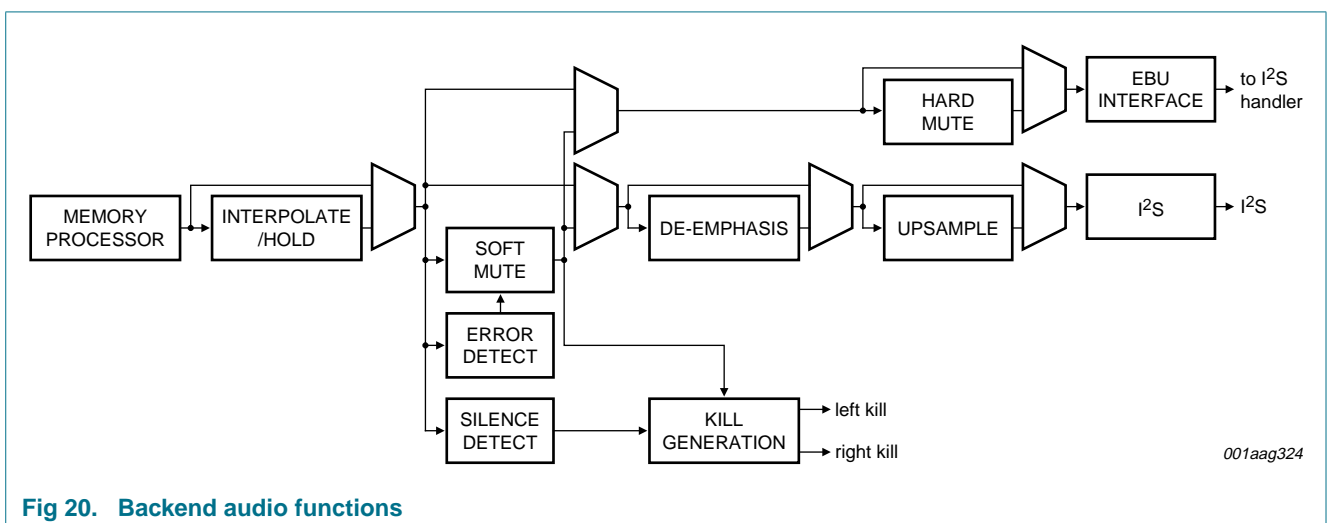 EBU
INTERFACE
to I²S
handler
HARD
MUTE
MEMORY
PROCESSOR
INTERPOLATE
/HOLD
DE-EMPHASIS
UPSAMPLE
I²S
I²S
SOFT
MUTE
ERROR
DETECT
SILENCE
DETECT
KILL
GENERATION
left kill
right kill
001aag324
Fig 20. Backend audio functions